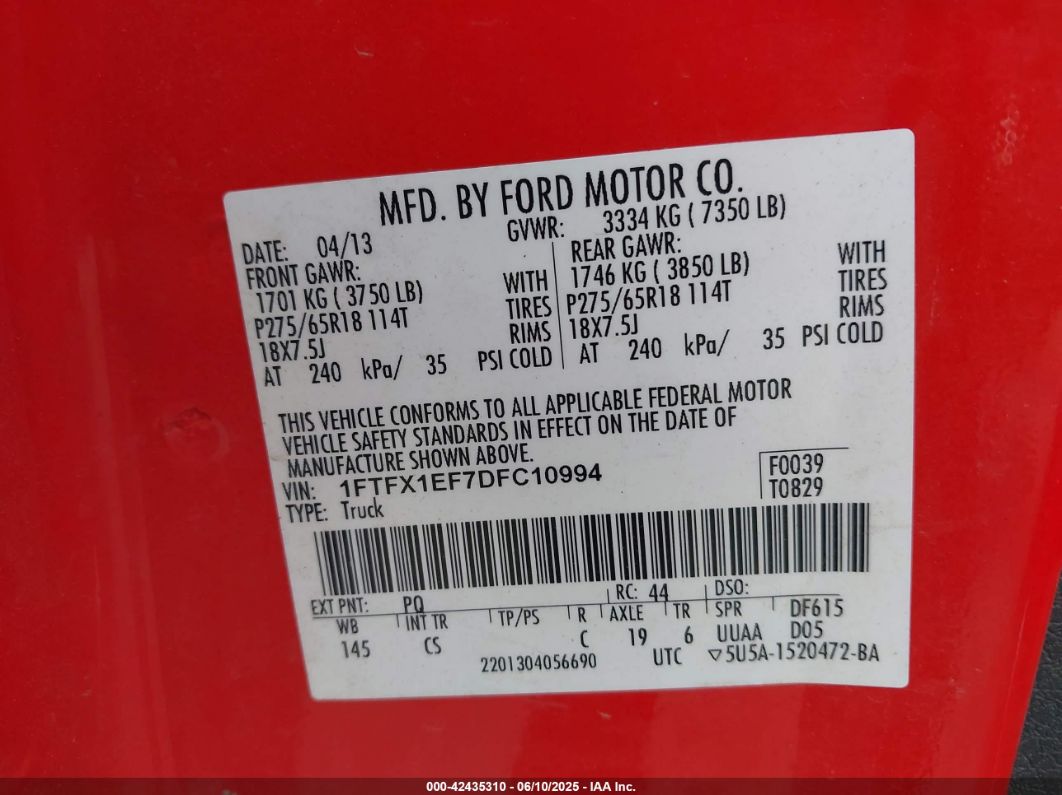 MFD. BY FORD MOTOR CO.
DATE: 04/13
GVWR: 3334 KG ( 7350 LB)
FRONT GAWR:
1701 KG ( 3750 LB) WITH
P275/65R18 114T TIRES
18X7.5J RIMS
AT 240 kPa/ 35 PSI COLD
REAR GAWR:
1746 KG ( 3850 LB) WITH
P275/65R18 114T TIRES
18X7.5J RIMS
AT 240 kPa/ 35 PSI COLD
THIS VEHICLE CONFORMS TO ALL APPLICABLE FEDERAL MOTOR
VEHICLE SAFETY STANDARDS IN EFFECT ON THE DATE OF
MANUFACTURE SHOWN ABOVE.
VIN: 1FTFX1EF7DFC10994
TYPE: Truck
F0039
T0829
EXT PNT: PQ RC: 44 DSO:
WB INT TR TP/PS R AXLE TR SPR DF615
145 CS C 19 6 UUAA D05
2201304056690 UTC ▽5U5A-1520472-BA
000-42435310 - 06/10/2025 - IAA Inc.